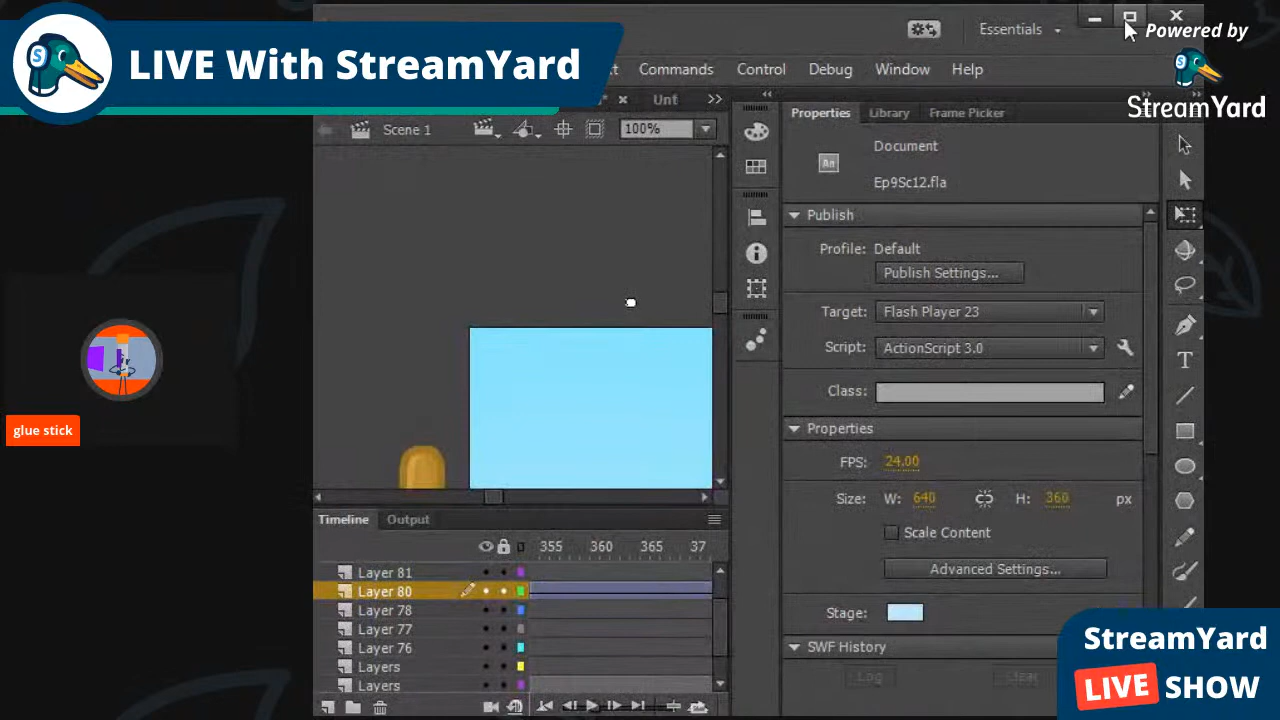 S
LIVE With StreamYard
Essentials
Powered by
StreamYard
Commands
Control
Debug
Window
Help
Unt
>>
Scene 1
100%
Properties
Library
Frame Picker
Document
An
Ep9Sc12.fla
Publish
Profile: Default
Publish Settings...
Target: Flash Player 23
Script: ActionScript 3.0
Class:
Properties
FPS: 24.00
Size: W: 640 H: 360 px
Scale Content
Advanced Settings...
Stage:
SWF History
Log
Clear
glue stick
Timeline
Output
355 360 365 37
Layer 81
Layer 80
Layer 78
Layer 77
Layer 76
Layers
Layers
StreamYard
LIVE SHOW